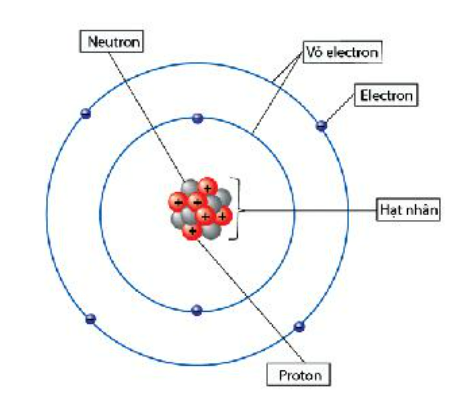 Neutron
Vỏ electron
Electron
Hạt nhân
Proton
+
+
+
+
+
+